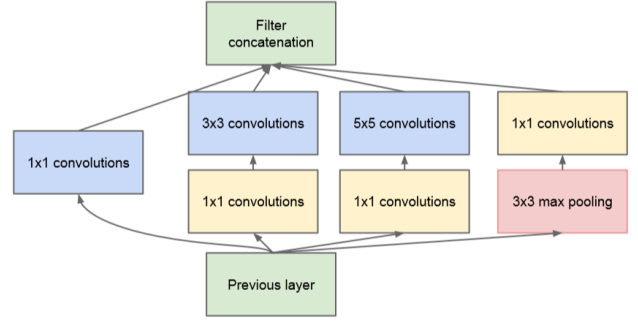 Filter
concatenation
3x3 convolutions
5x5 convolutions
1x1 convolutions
1x1 convolutions
1x1 convolutions
1x1 convolutions
3x3 max pooling
Previous layer